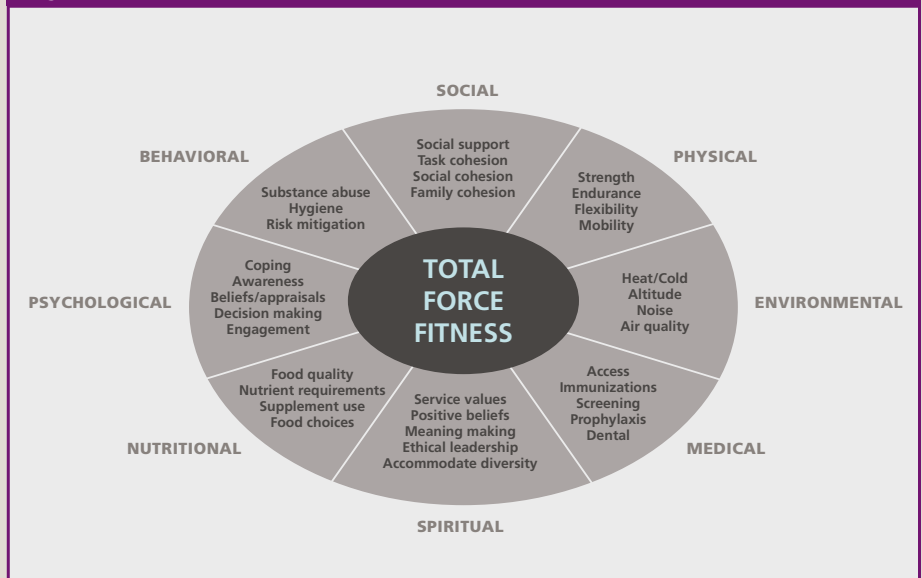 SOCIAL
Social support
Task cohesion
Social cohesion
Family cohesion
PHYSICAL
Strength
Endurance
Flexibility
Mobility
ENVIRONMENTAL
Heat/Cold
Altitude
Noise
Air quality
MEDICAL
Access
Immunizations
Screening
Prophylaxis
Dental
SPIRITUAL
Service values
Positive beliefs
Meaning making
Ethical leadership
Accommodate diversity
NUTRITIONAL
Food quality
Nutrient requirements
Supplement use
Food choices
PSYCHOLOGICAL
Coping
Awareness
Beliefs/appraisals
Decision making
Engagement
BEHAVIORAL
Substance abuse
Hygiene
Risk mitigation
TOTAL
FORCE
FITNESS